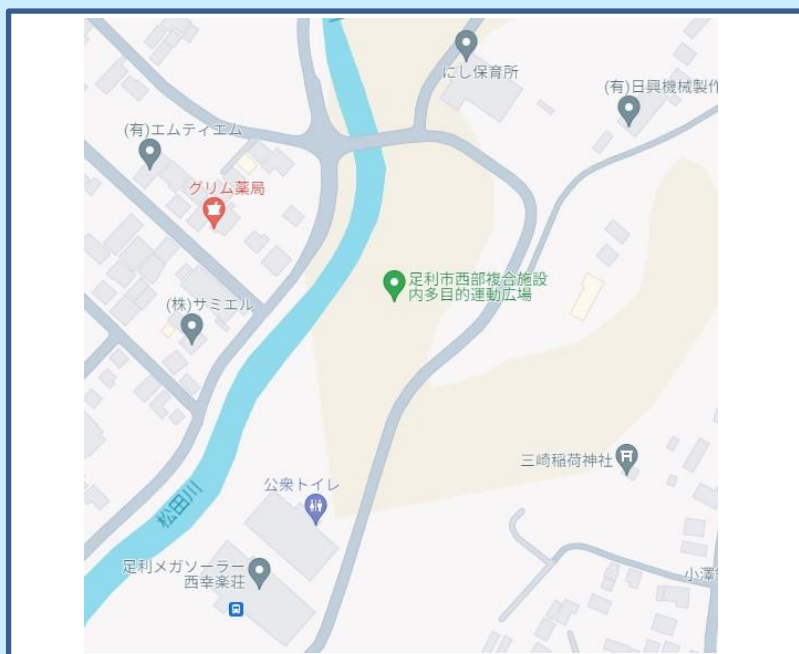 にし保育所
(有)日興機械製作
(有)エムティエム
グリム薬局
足利市西部複合施設
内多目的運動広場
(株)サミエル
三崎稲荷神社
公衆トイレ
松田川
足利メガソーラー
西幸楽荘
小澤